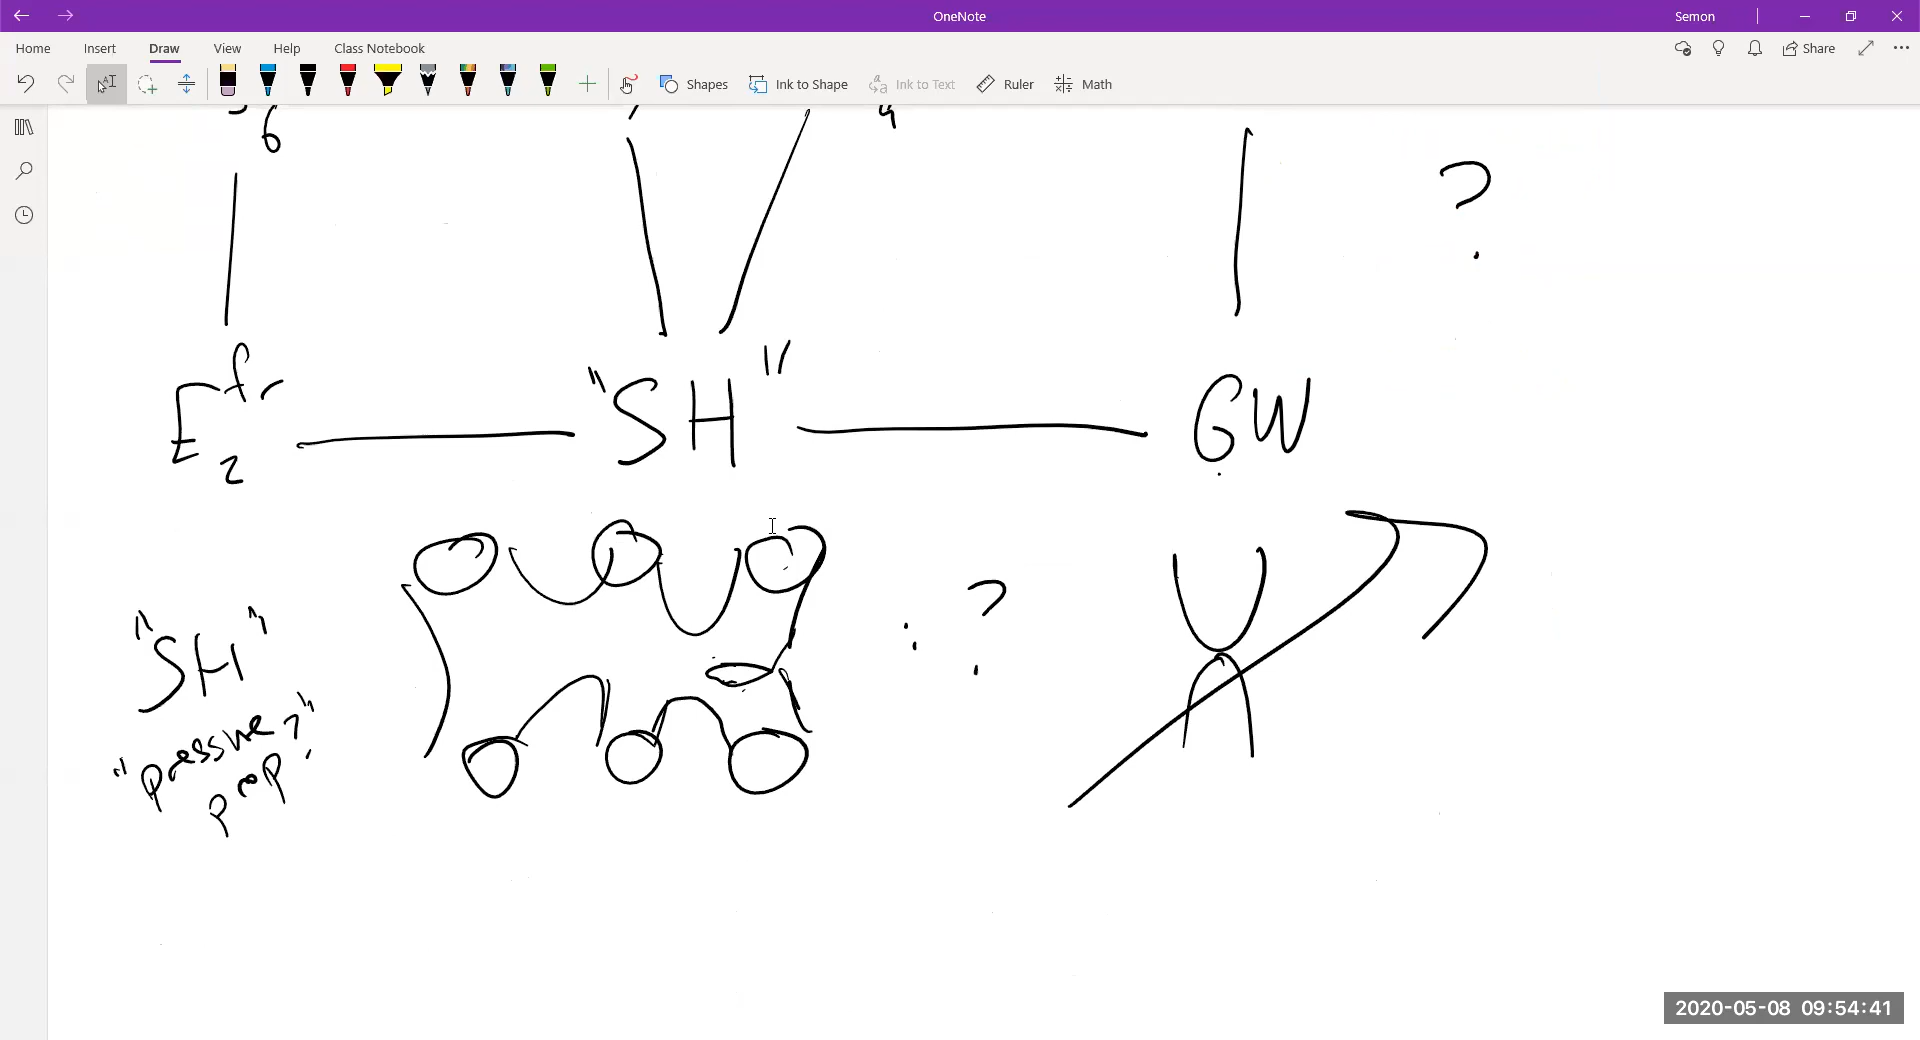 OneNote
Semon
Home Insert Draw View Help Class Notebook
Share
Shapes Ink to Shape Ink to Text Ruler Math
6
?
E₂ᶠʳ "SH" GW
?
"SH"
"pressure?"
prop
2020-05-08 09:54:41